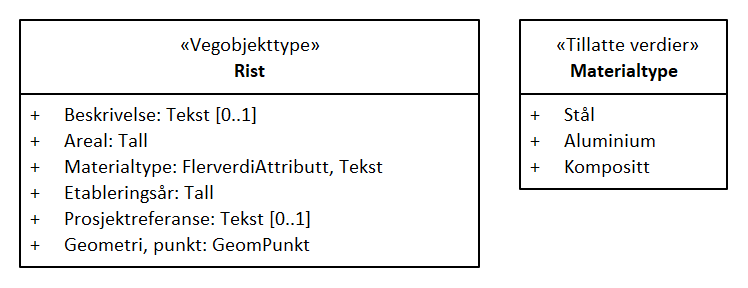 «Vegobjekttype»
Rist
+ Beskrivelse: Tekst [0..1]
+ Areal: Tall
+ Materialtype: FlerverdiAttributt, Tekst
+ Etableringsår: Tall
+ Prosjektreferanse: Tekst [0..1]
+ Geometri, punkt: GeomPunkt
«Tillatte verdier»
Materialtype
+ Stål
+ Aluminium
+ Kompositt